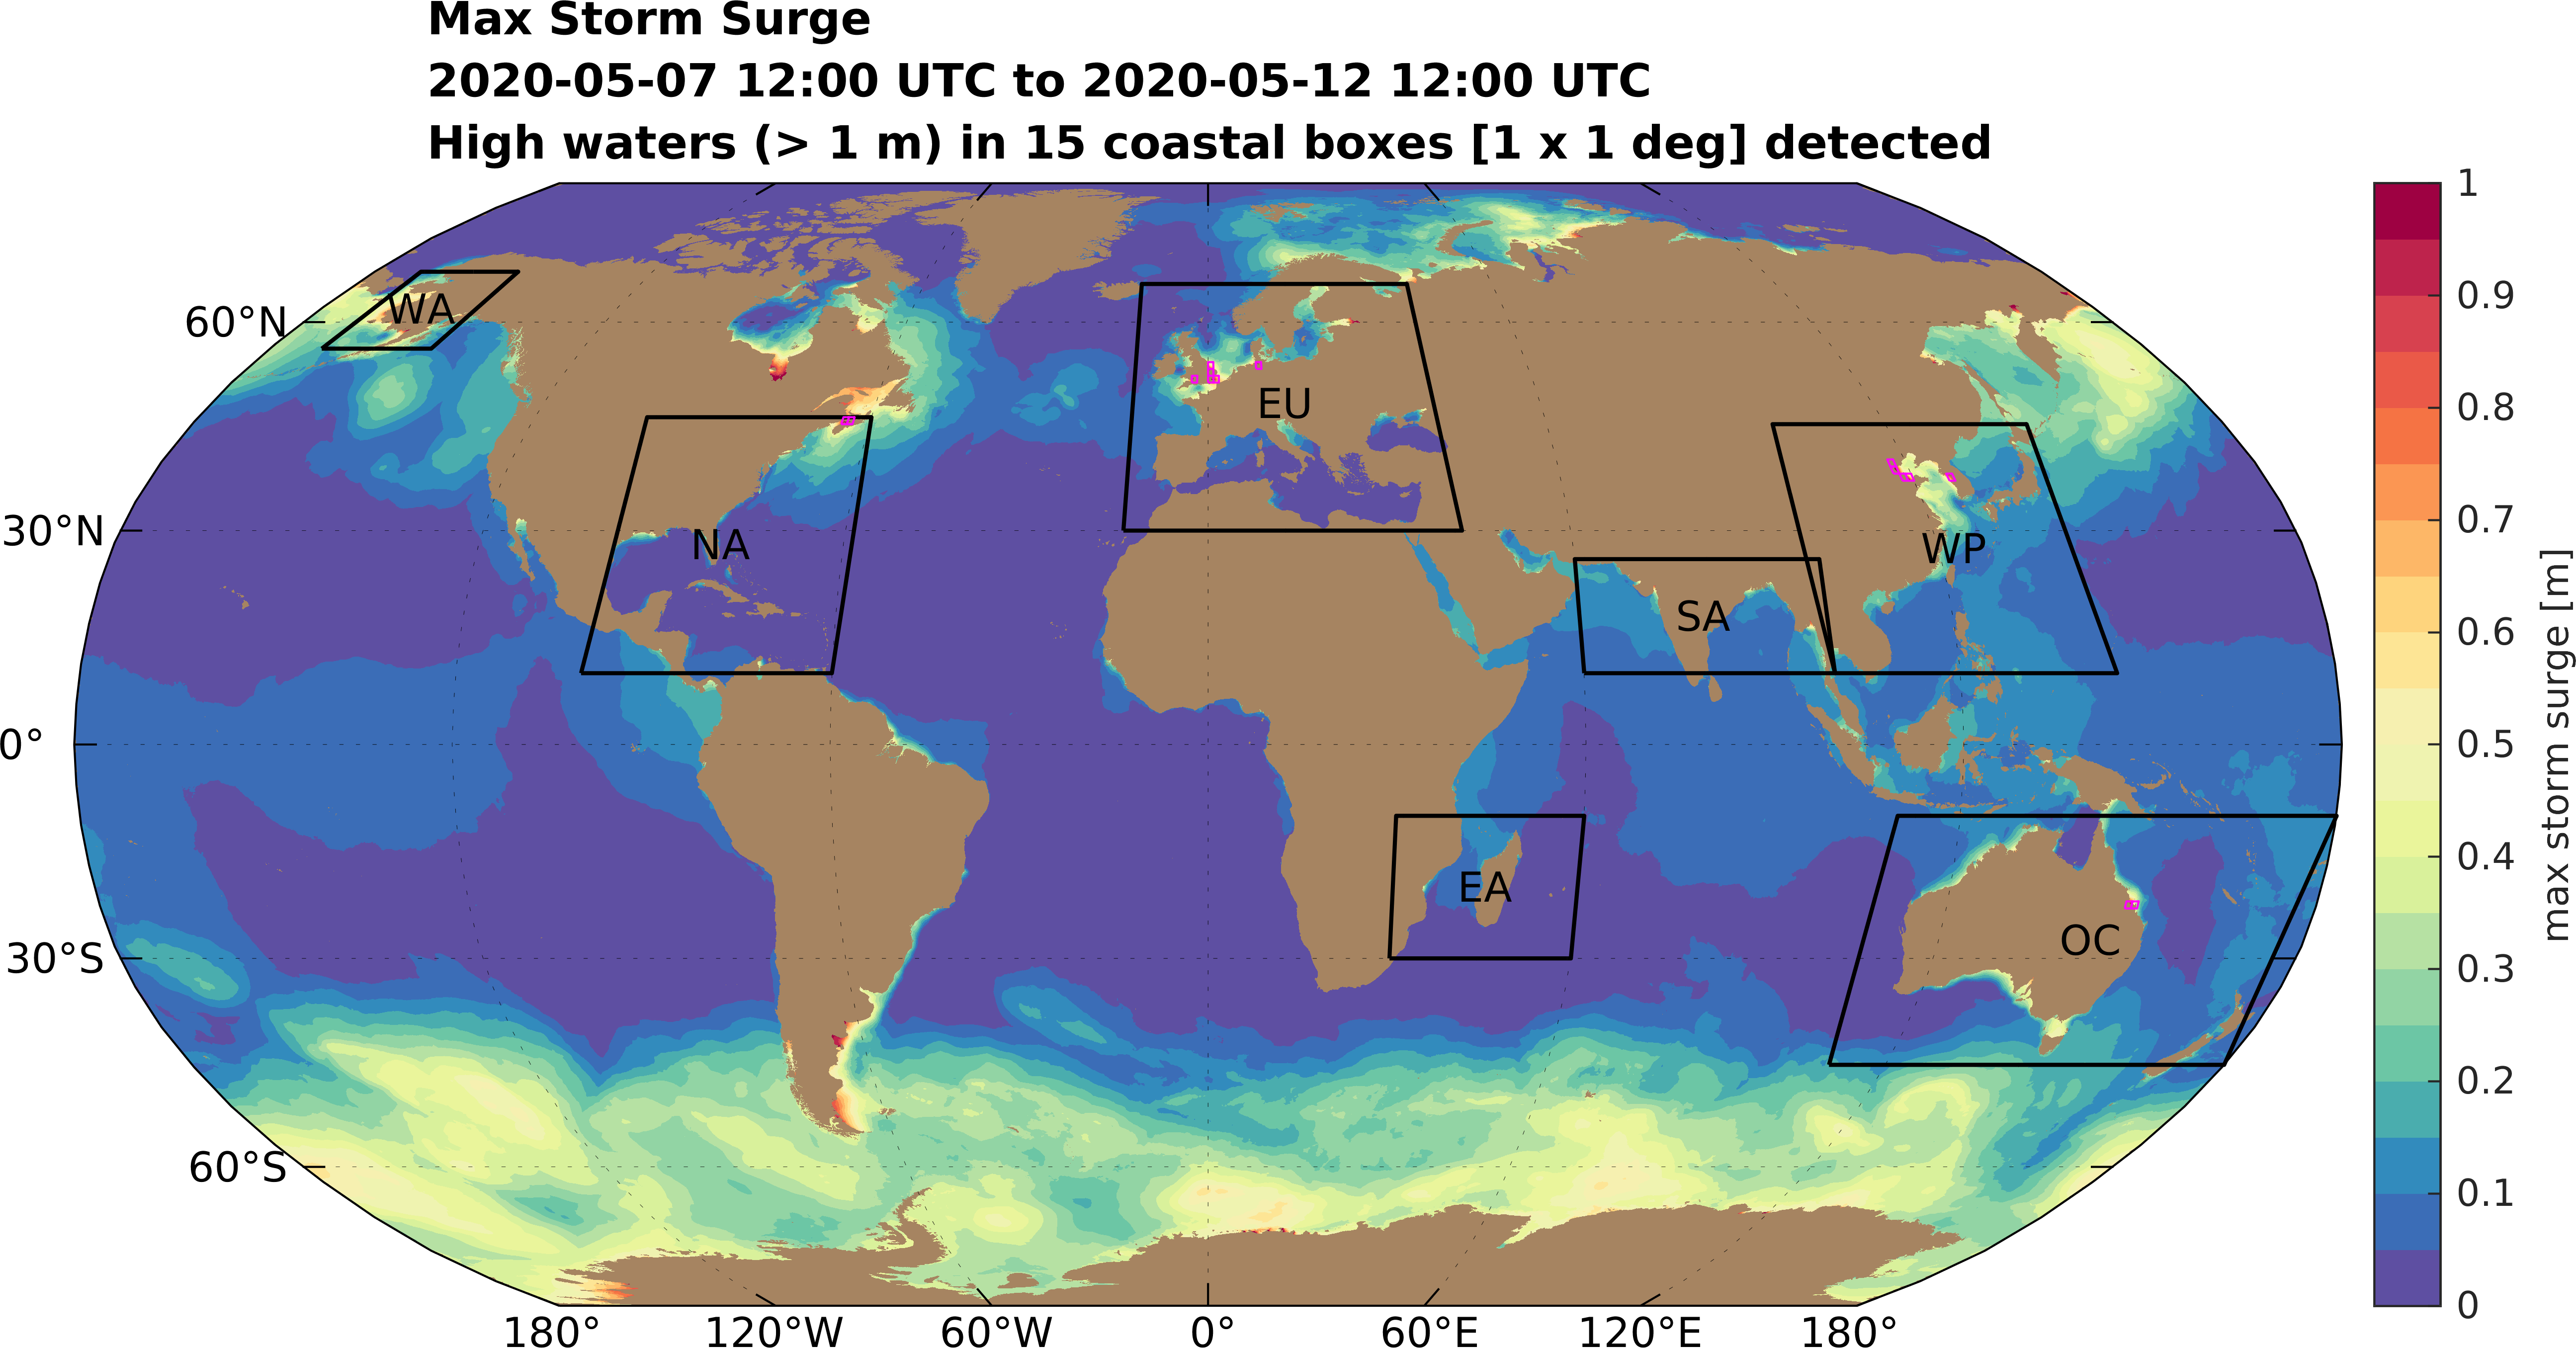 Max Storm Surge
2020-05-07 12:00 UTC to 2020-05-12 12:00 UTC
High waters (> 1 m) in 15 coastal boxes [1 x 1 deg] detected
60°N
30°N
0°
30°S
60°S
180°
120°W
60°W
0°
60°E
120°E
180°
WA
NA
EU
SA
WP
EA
OC
1
0.9
0.8
0.7
0.6
0.5
0.4
0.3
0.2
0.1
0
max storm surge [m]